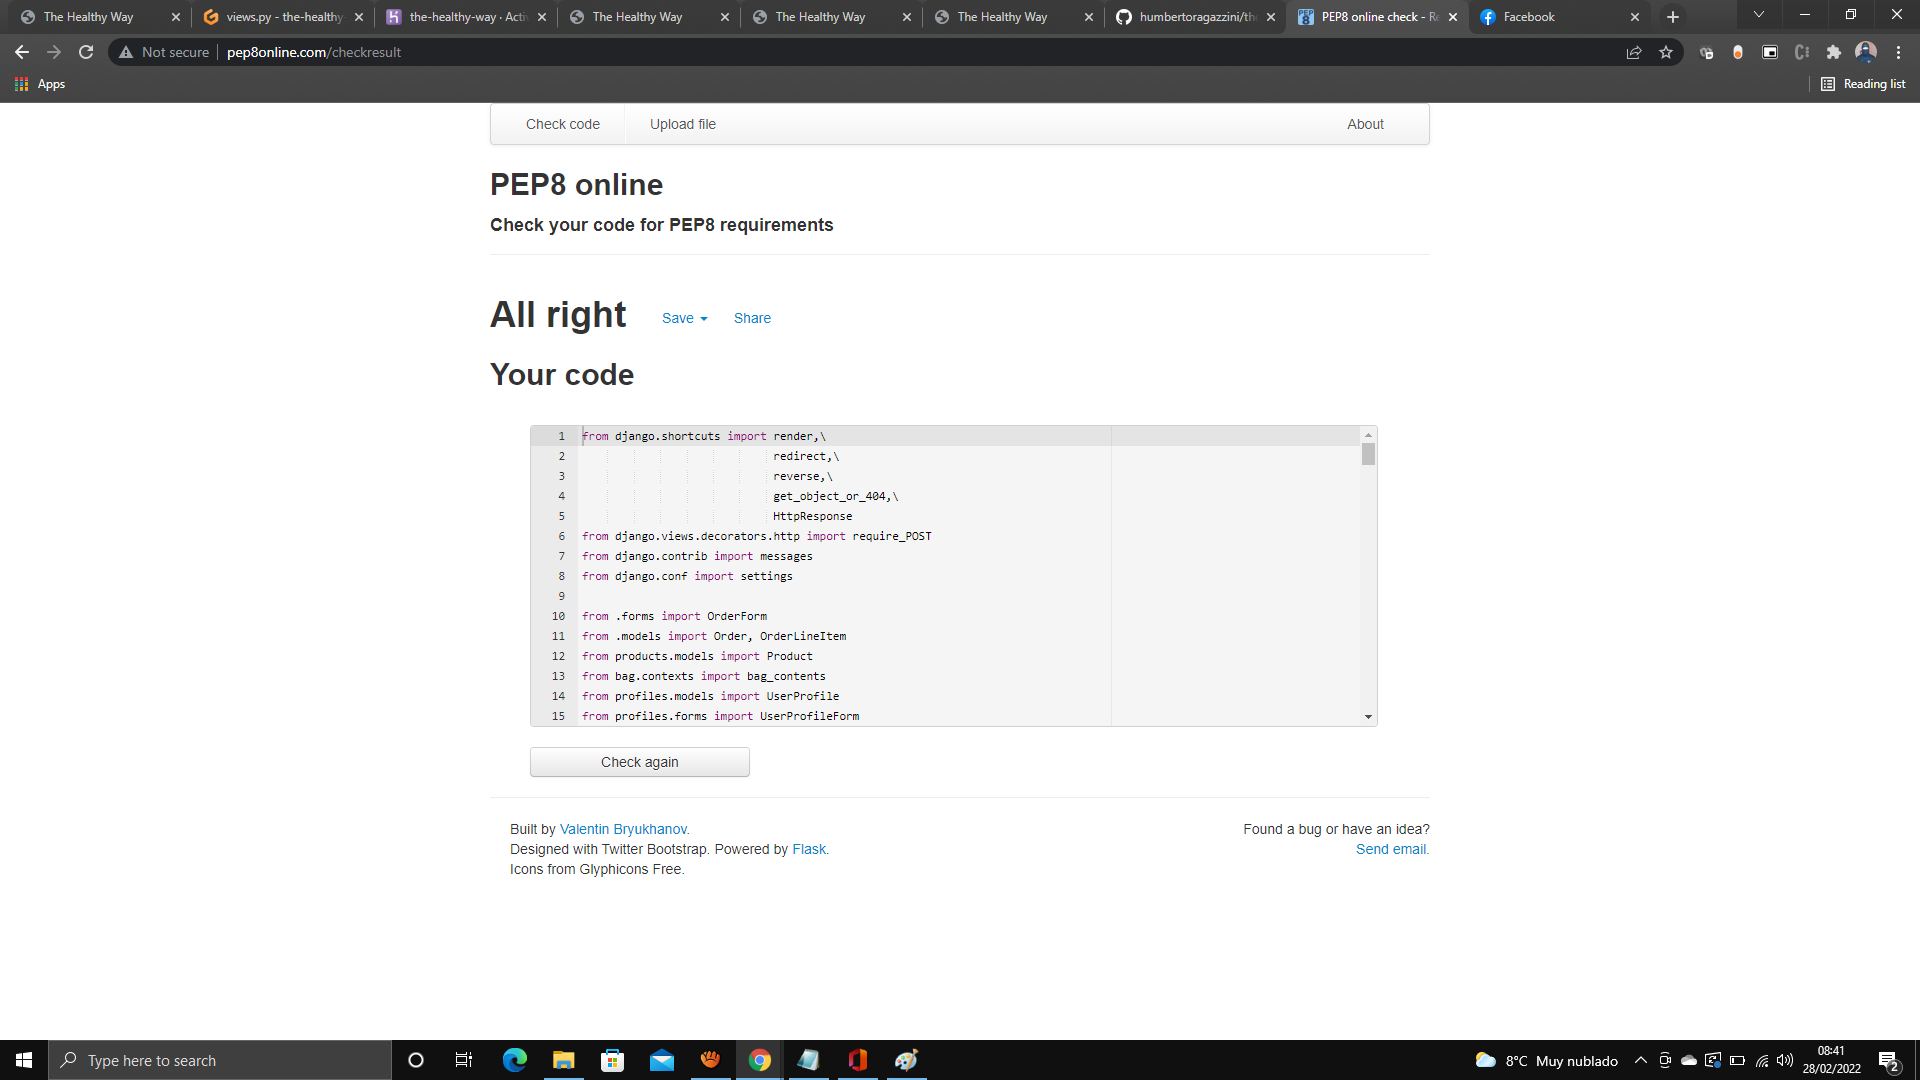 The Healthy Way
views.py - the-healthy-
the-healthy-way · Activ
The Healthy Way
The Healthy Way
The Healthy Way
humbertoragazzini/the
PEP8 online check - Re
Facebook
Not secure
pep8online.com/checkresult
Apps
Reading list
Check code
Upload file
About
PEP8 online
Check your code for PEP8 requirements
All right
Save
Share
Your code
1 from django.shortcuts import render,\
2 redirect,\
3 reverse,\
4 get_object_or_404,\
5 HttpResponse
6 from django.views.decorators.http import require_POST
7 from django.contrib import messages
8 from django.conf import settings
9
10 from .forms import OrderForm
11 from .models import Order, OrderLineItem
12 from products.models import Product
13 from bag.contexts import bag_contents
14 from profiles.models import UserProfile
15 from profiles.forms import UserProfileForm
Check again
Built by Valentin Bryukhanov.
Designed with Twitter Bootstrap. Powered by Flask.
Icons from Glyphicons Free.
Found a bug or have an idea?
Send email.
Type here to search
8°C Muy nublado
08:41
28/02/2022
2